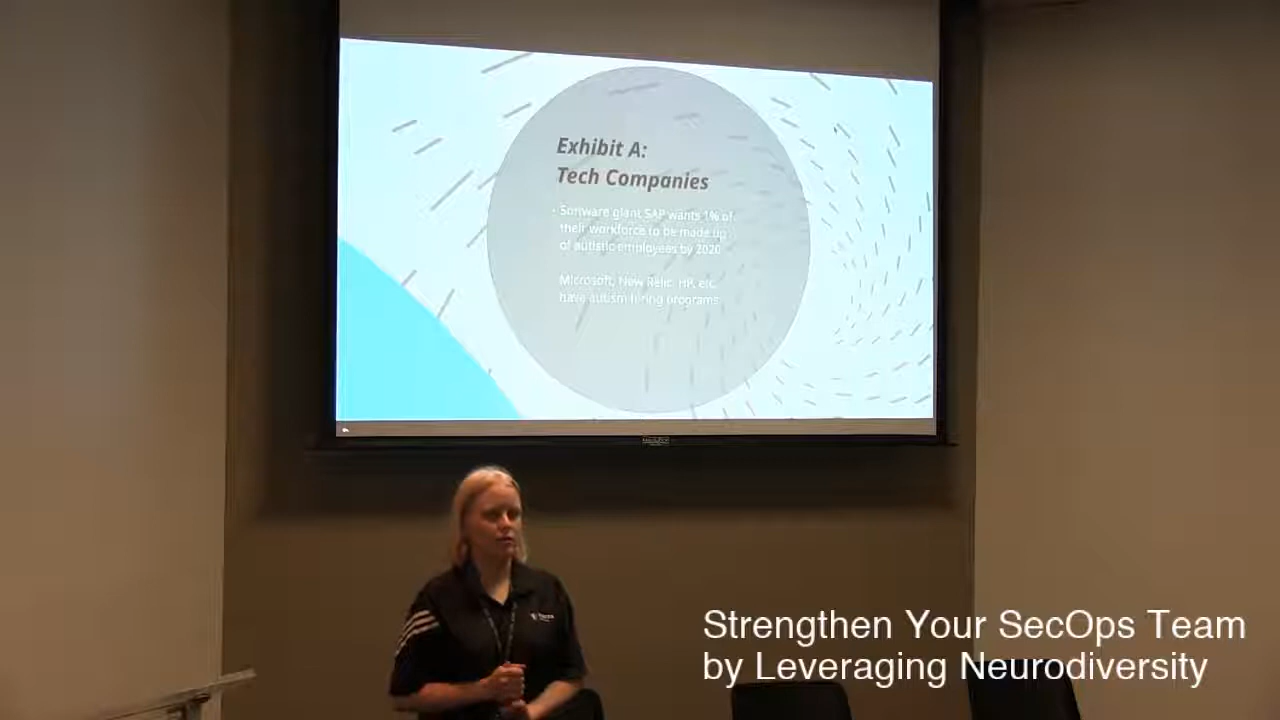 Exhibit A:
Tech Companies
Software giant SAP wants 1% of
their workforce to be made up
of autistic employees by 2020
Microsoft, New Relic, HP, etc.
have autism hiring programs
Strengthen Your SecOps Team
by Leveraging Neurodiversity